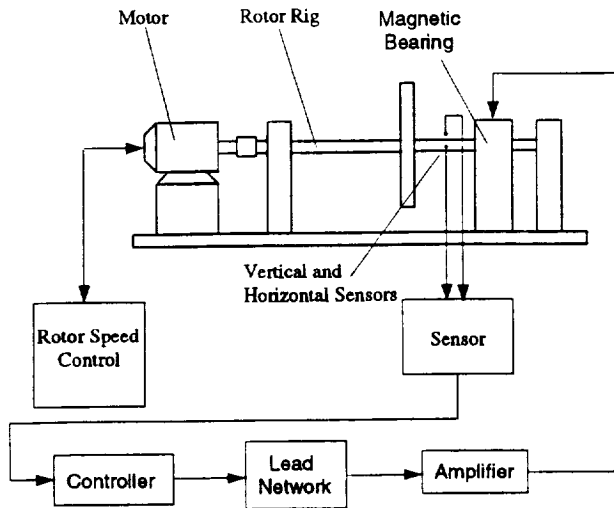 Motor
Rotor Rig
Magnetic
Bearing
Vertical and
Horizontal Sensors
Rotor Speed
Control
Sensor
Controller
Lead
Network
Amplifier